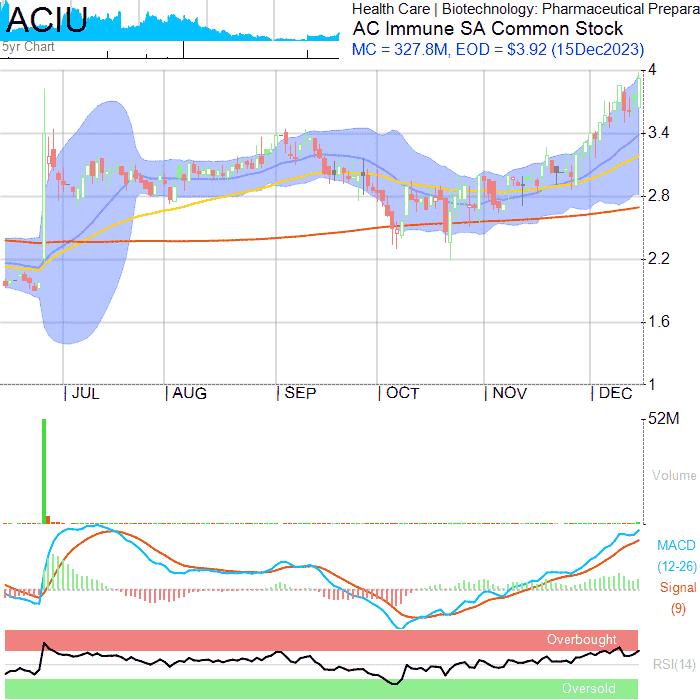 ACIU
5yr Chart
Health Care | Biotechnology: Pharmaceutical Prepara
AC Immune SA Common Stock
MC = 327.8M, EOD = $3.92 (15Dec2023)
4
3.4
2.8
2.2
1.6
1
JUL
AUG
SEP
OCT
NOV
DEC
52M
Volume
MACD
(12-26)
Signal
(9)
Overbought
RSI(14)
Oversold